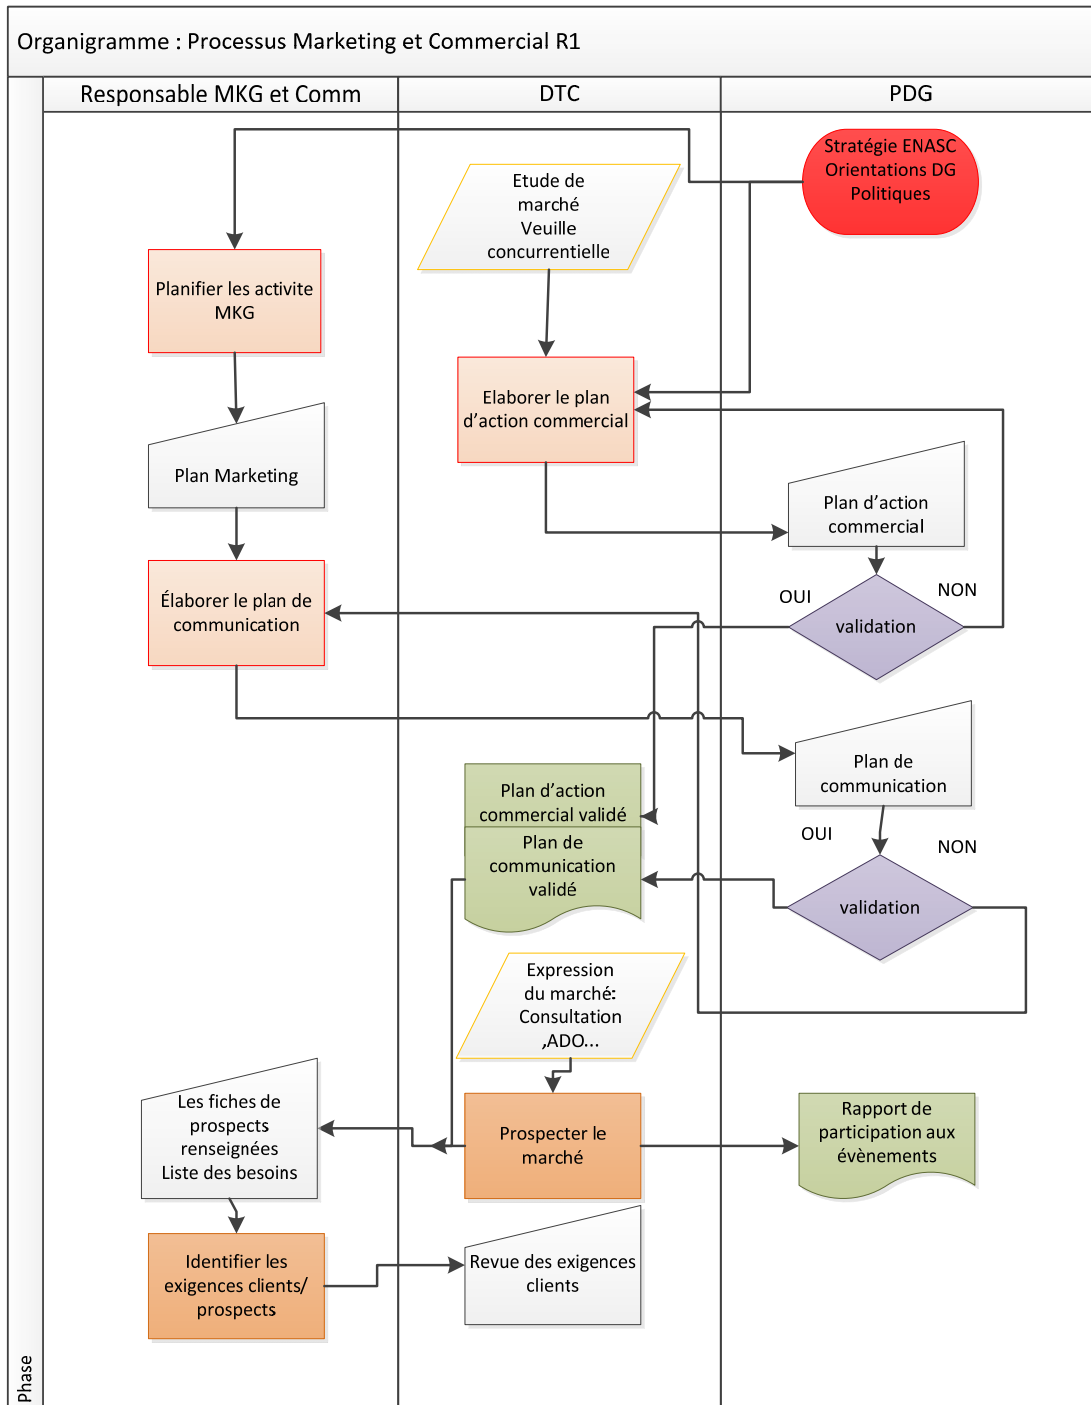 Organigramme : Processus Marketing et Commercial R1
Responsable MKG et Comm
DTC
PDG
Stratégie ENASC
Orientations DG
Politiques
Etude de
marché
Veuille
concurrentielle
Planifier les activite
MKG
Elaborer le plan
d’action commercial
Plan Marketing
Plan d’action
commercial
OUI
NON
validation
Élaborer le plan de
communication
Plan de
communication
OUI
NON
validation
Plan d’action
commercial validé
Plan de
communication
validé
Expression
du marché:
Consultation
,ADO...
Les fiches de
prospects
renseignées
Liste des besoins
Prospecter le
marché
Rapport de
participation aux
évènements
Identifier les
exigences clients/
prospects
Revue des exigences
clients
Phase